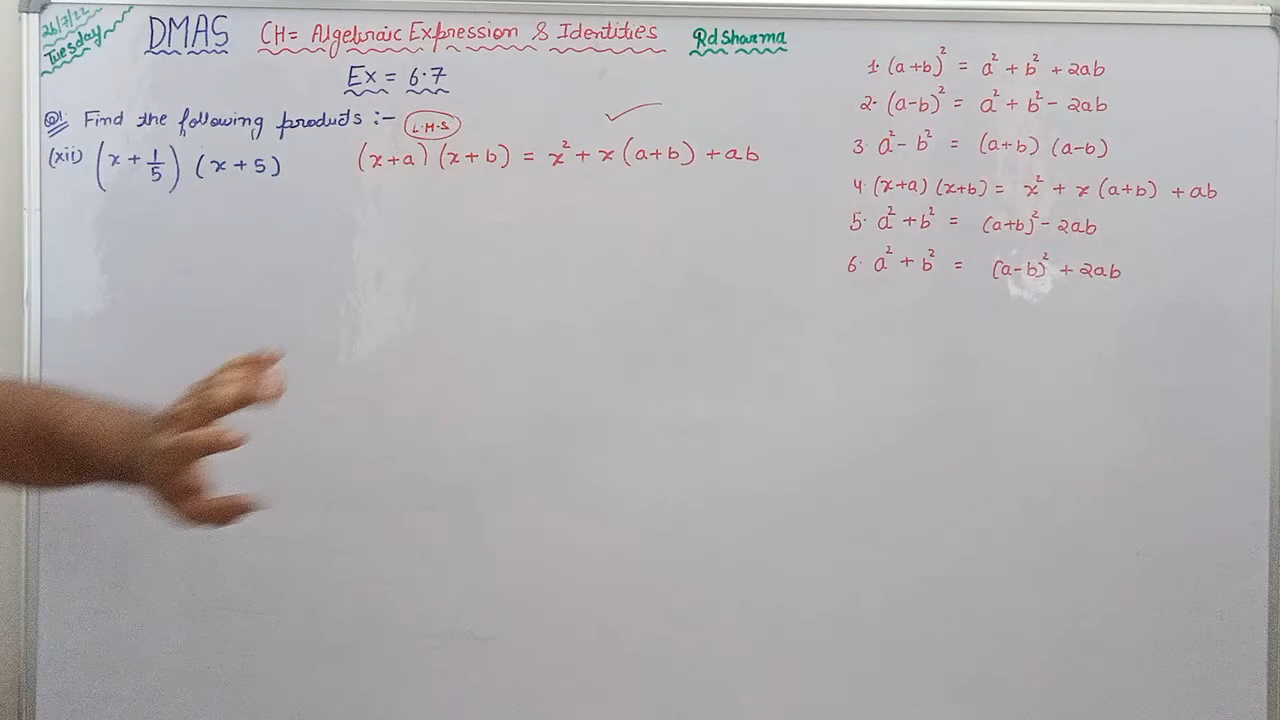 26/7/22
Tuesday
DMAS CH= Algebraic Expression & Identities Rd Sharma
Ex = 6.7
Q1. Find the following products :- L.H.S
(xii) (x + 1/5) (x + 5) (x+a) (x+b) = x² + x (a+b) + ab
1. (a+b)² = a² + b² + 2ab
2. (a-b)² = a² + b² - 2ab
3. a² - b² = (a+b) (a-b)
4. (x+a) (x+b) = x² + x (a+b) + ab
5. a² + b² = (a+b)² - 2ab
6. a² + b² = (a-b)² + 2ab